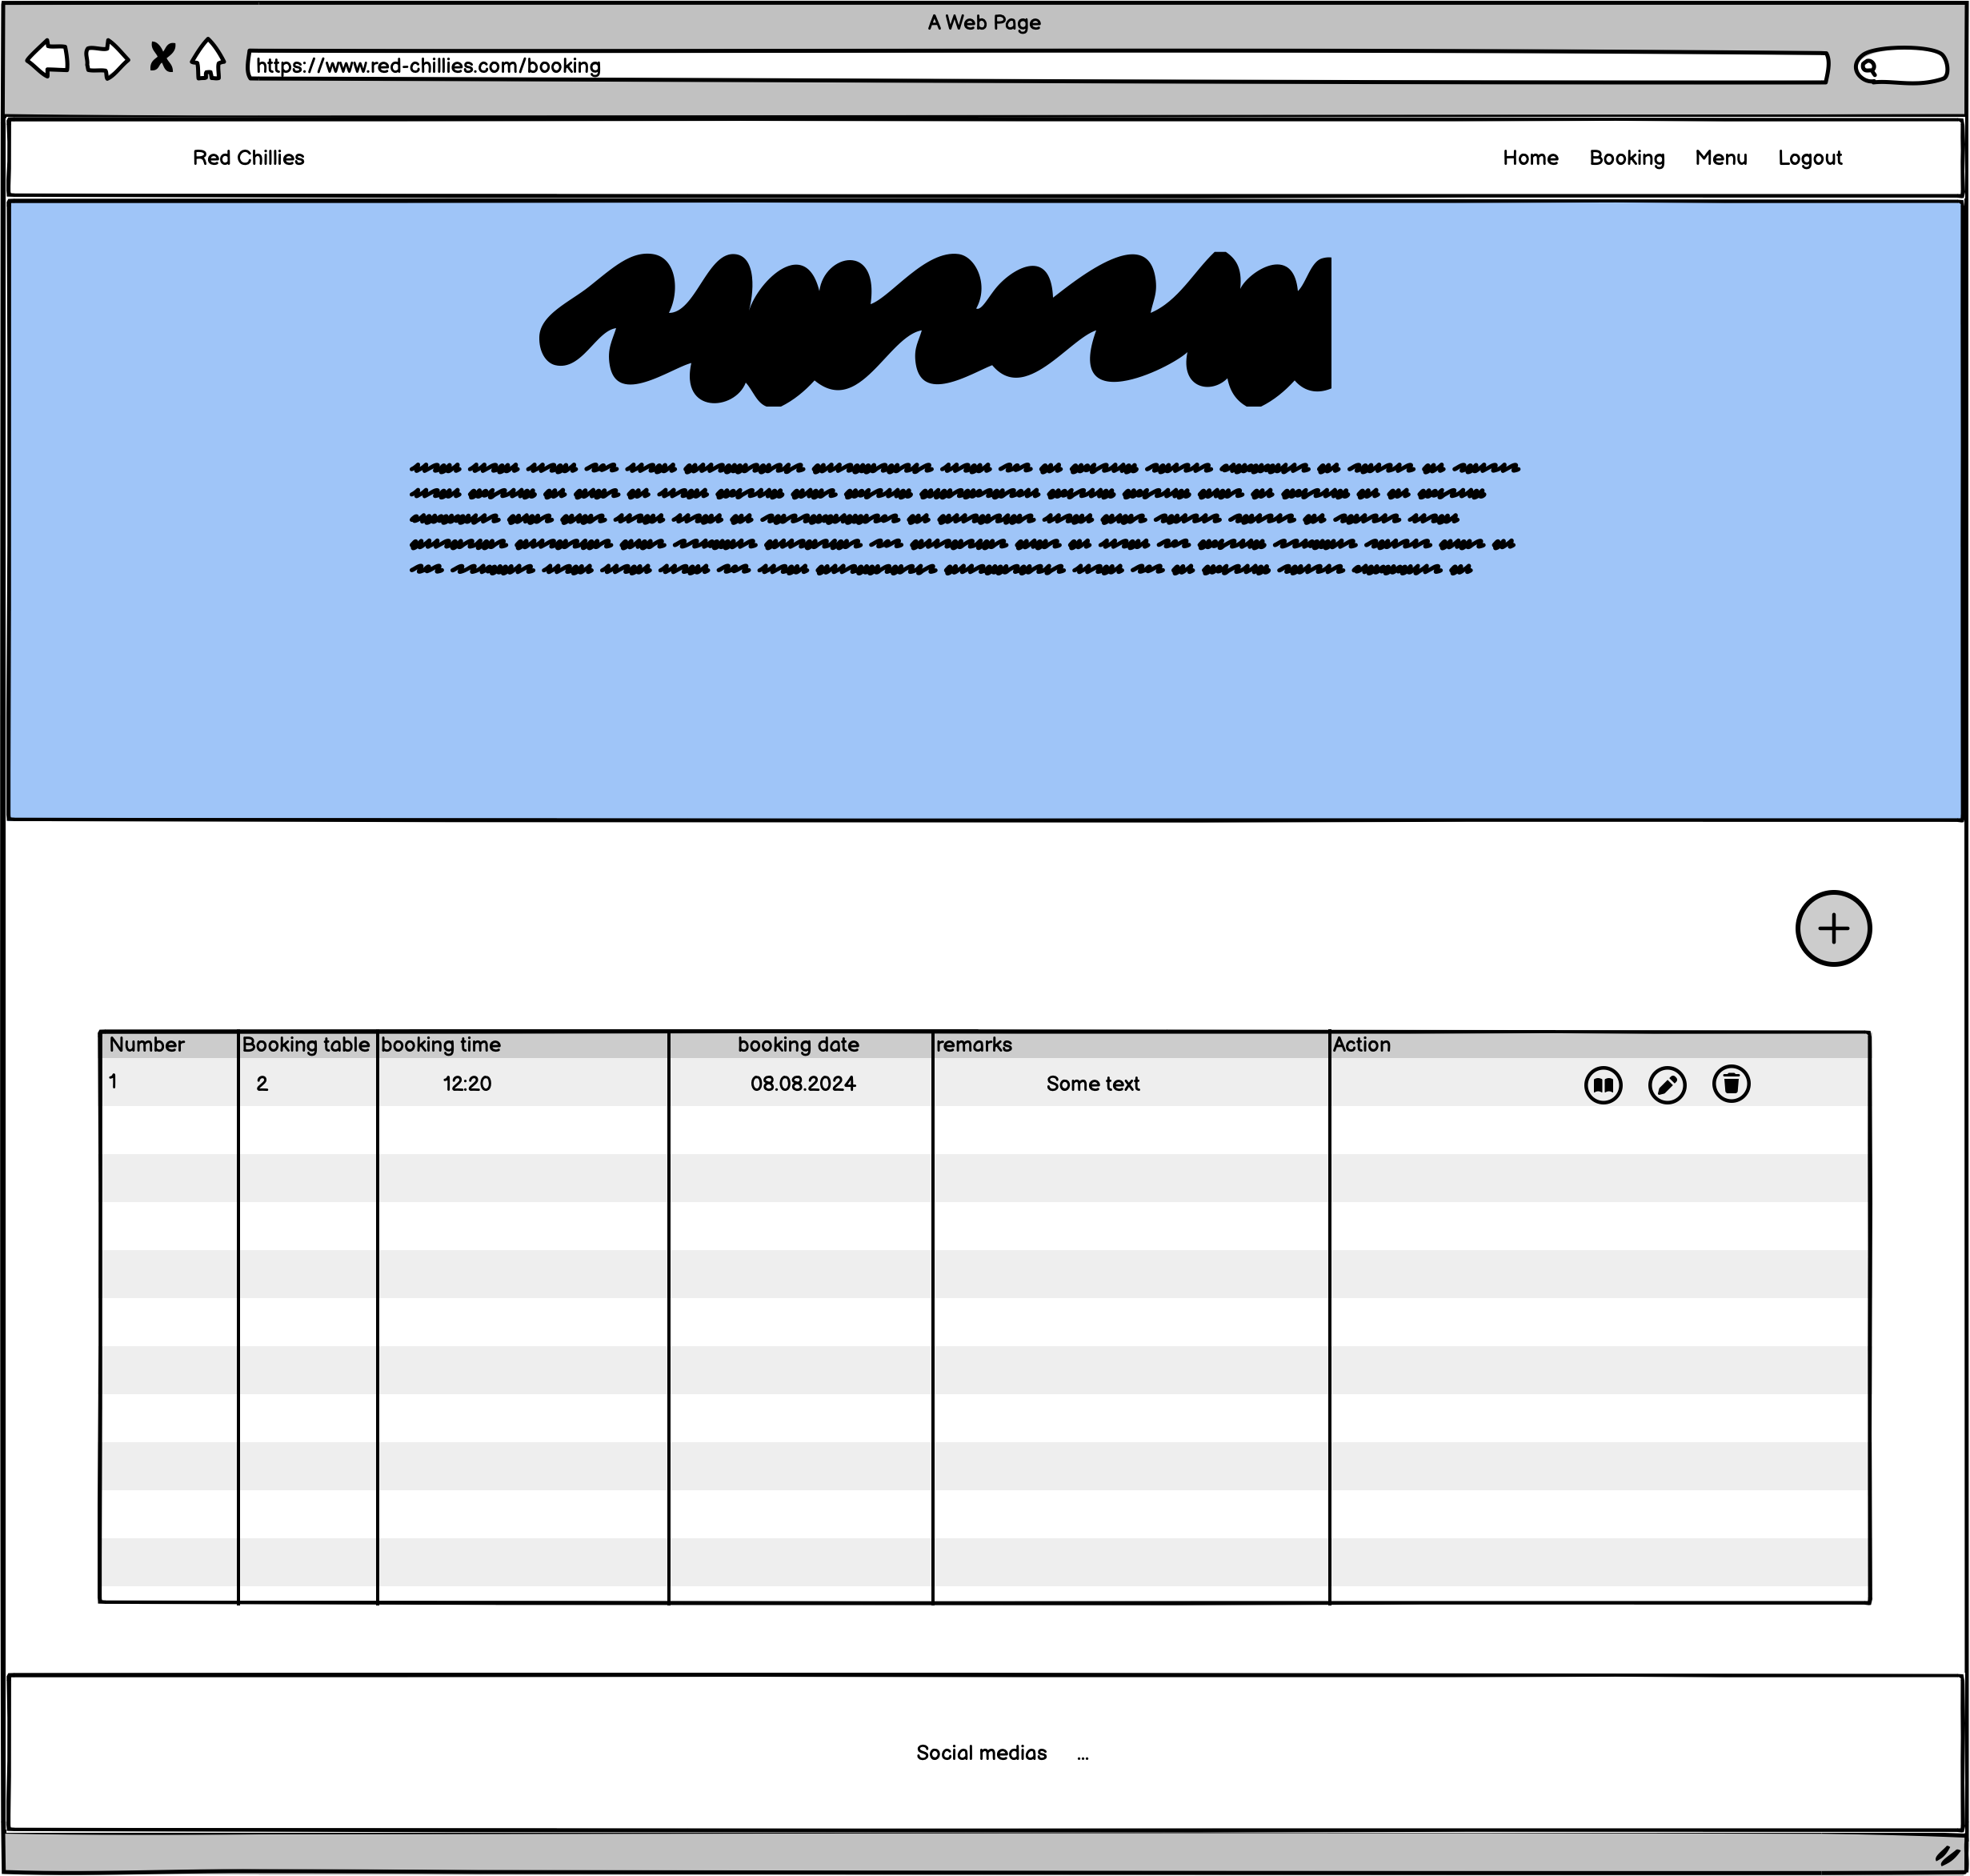 A Web Page
https://www.red-chillies.com/booking
Red Chillies Home Booking Menu Logout
Number Booking table booking time booking date remarks Action
1 2 12:20 08.08.2024 Some text
Social medias ...